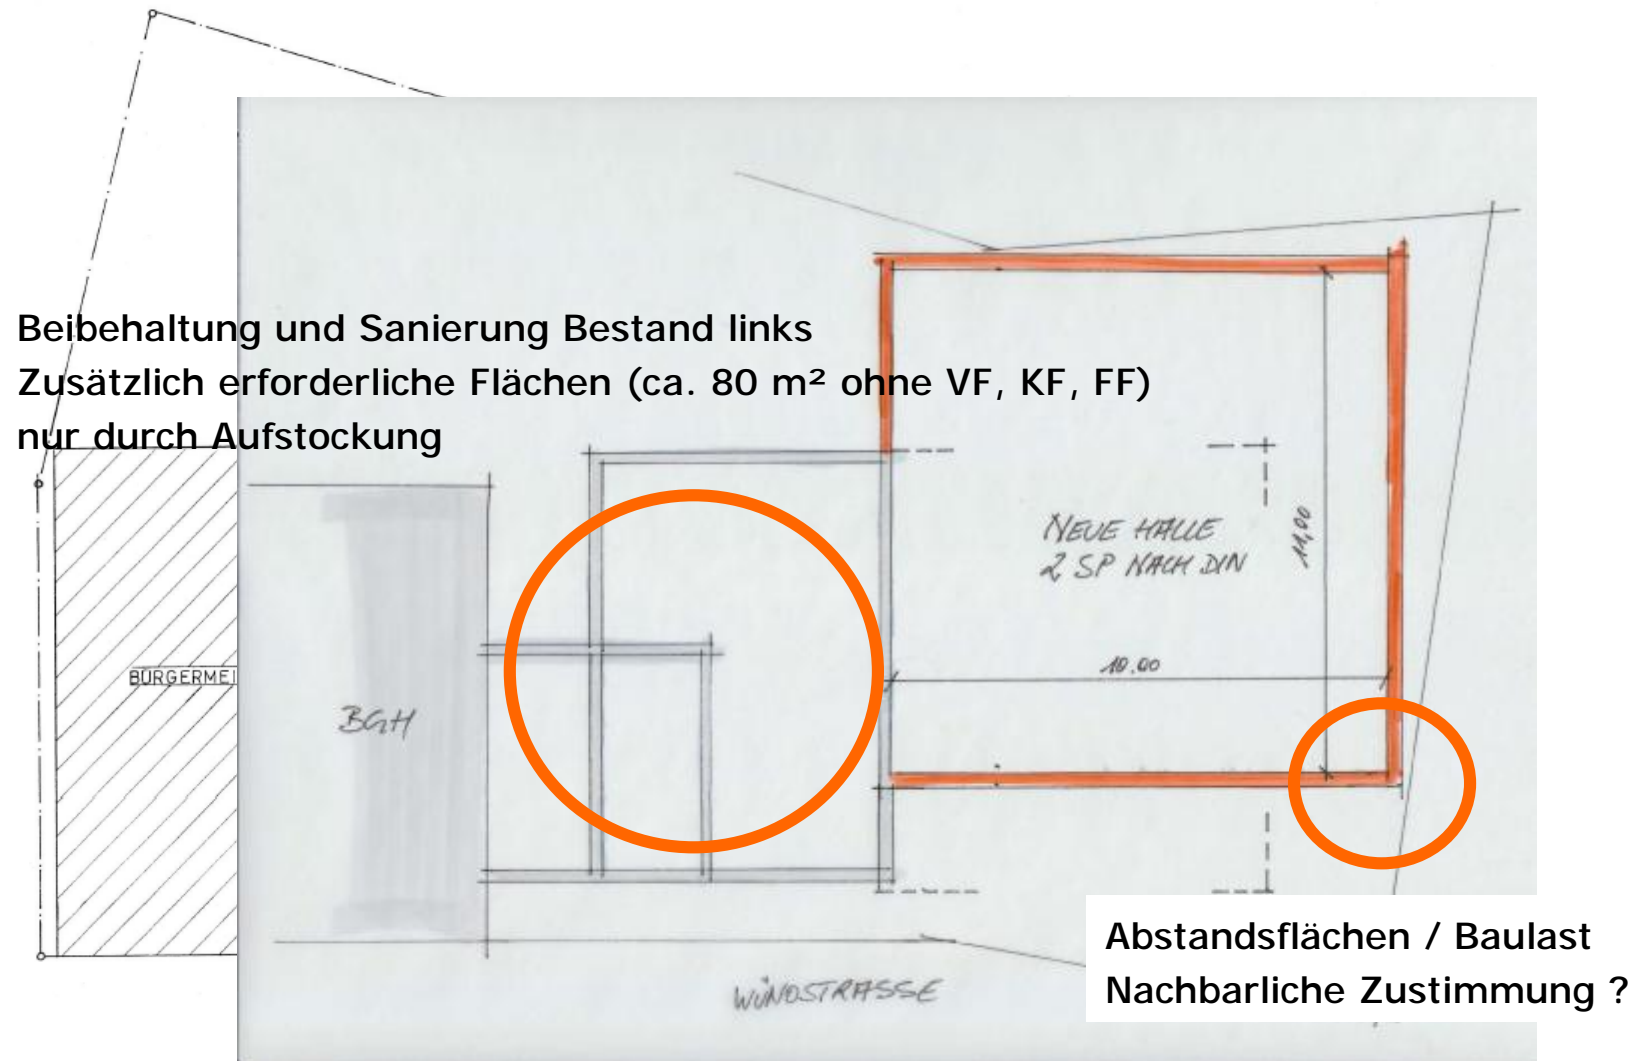 Beibehaltung und Sanierung Bestand links
Zusätzlich erforderliche Flächen (ca. 80 m² ohne VF, KF, FF)
nur durch Aufstockung
NEUE HALLE
2 SP NACH DIN
11,00
10.00
BÜRGERMEI
BGH
Abstandsflächen / Baulast
Nachbarliche Zustimmung ?
WINDSTRASSE